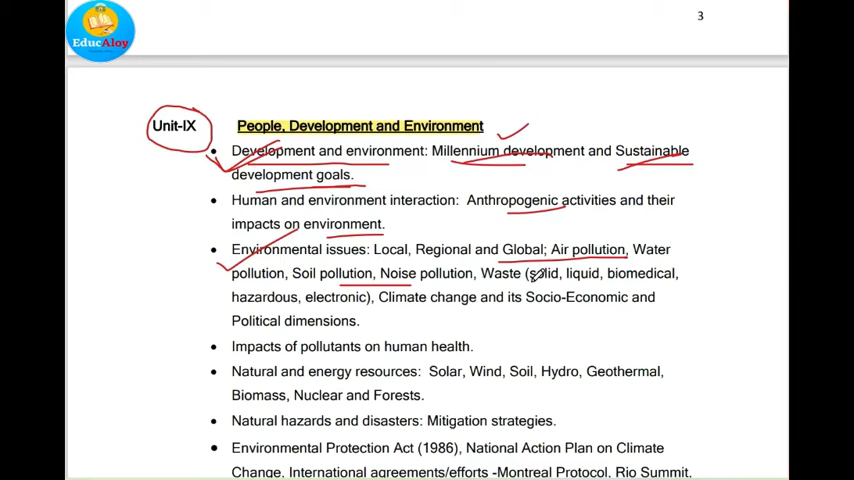 3
EducAloy
Unit-IX People, Development and Environment
• Development and environment: Millennium development and Sustainable
development goals.
• Human and environment interaction: Anthropogenic activities and their
impacts on environment.
• Environmental issues: Local, Regional and Global; Air pollution, Water
pollution, Soil pollution, Noise pollution, Waste (solid, liquid, biomedical,
hazardous, electronic), Climate change and its Socio-Economic and
Political dimensions.
• Impacts of pollutants on human health.
• Natural and energy resources: Solar, Wind, Soil, Hydro, Geothermal,
Biomass, Nuclear and Forests.
• Natural hazards and disasters: Mitigation strategies.
• Environmental Protection Act (1986), National Action Plan on Climate
Change, International agreements/efforts -Montreal Protocol, Rio Summit,